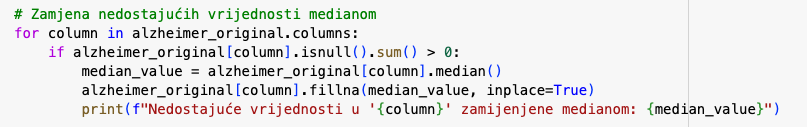 # Zamjena nedostajućih vrijednosti medianom
for column in alzheimer_original.columns:
    if alzheimer_original[column].isnull().sum() > 0:
        median_value = alzheimer_original[column].median()
        alzheimer_original[column].fillna(median_value, inplace=True)
        print(f"Nedostajuće vrijednosti u '{column}' zamijenjene medianom: {median_value}")